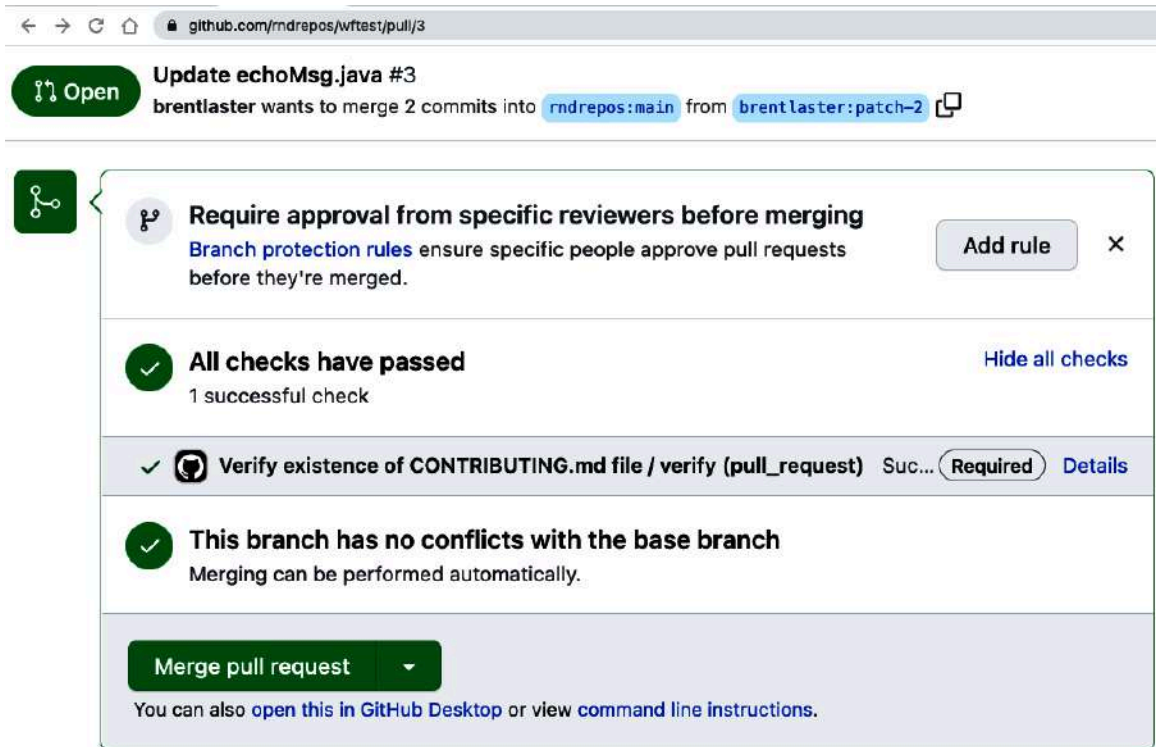 github.com/rndrepos/wftest/pull/3
Open
Update echoMsg.java #3
brentlaster wants to merge 2 commits into rndrepos:main from brentlaster:patch-2
Require approval from specific reviewers before merging
Branch protection rules ensure specific people approve pull requests
before they're merged.
Add rule
All checks have passed
Hide all checks
1 successful check
Verify existence of CONTRIBUTING.md file / verify (pull_request) Suc... Required Details
This branch has no conflicts with the base branch
Merging can be performed automatically.
Merge pull request
You can also open this in GitHub Desktop or view command line instructions.